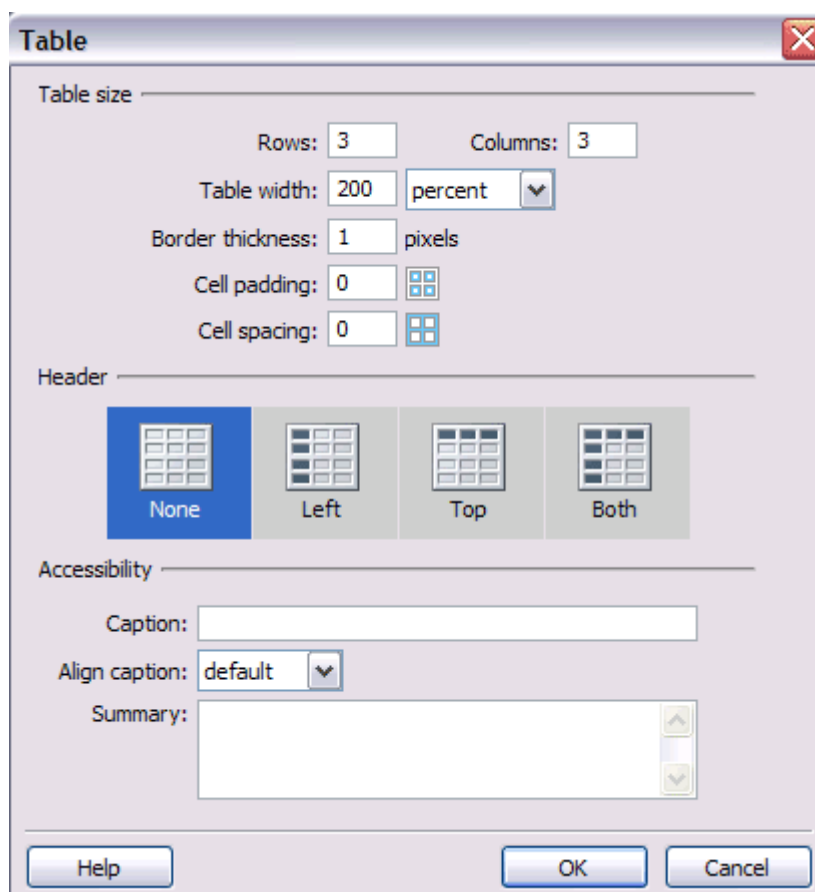 Table
Table size
Rows: 3 Columns: 3
Table width: 200 percent
Border thickness: 1 pixels
Cell padding: 0
Cell spacing: 0
Header
None Left Top Both
Accessibility
Caption:
Align caption: default
Summary:
Help OK Cancel